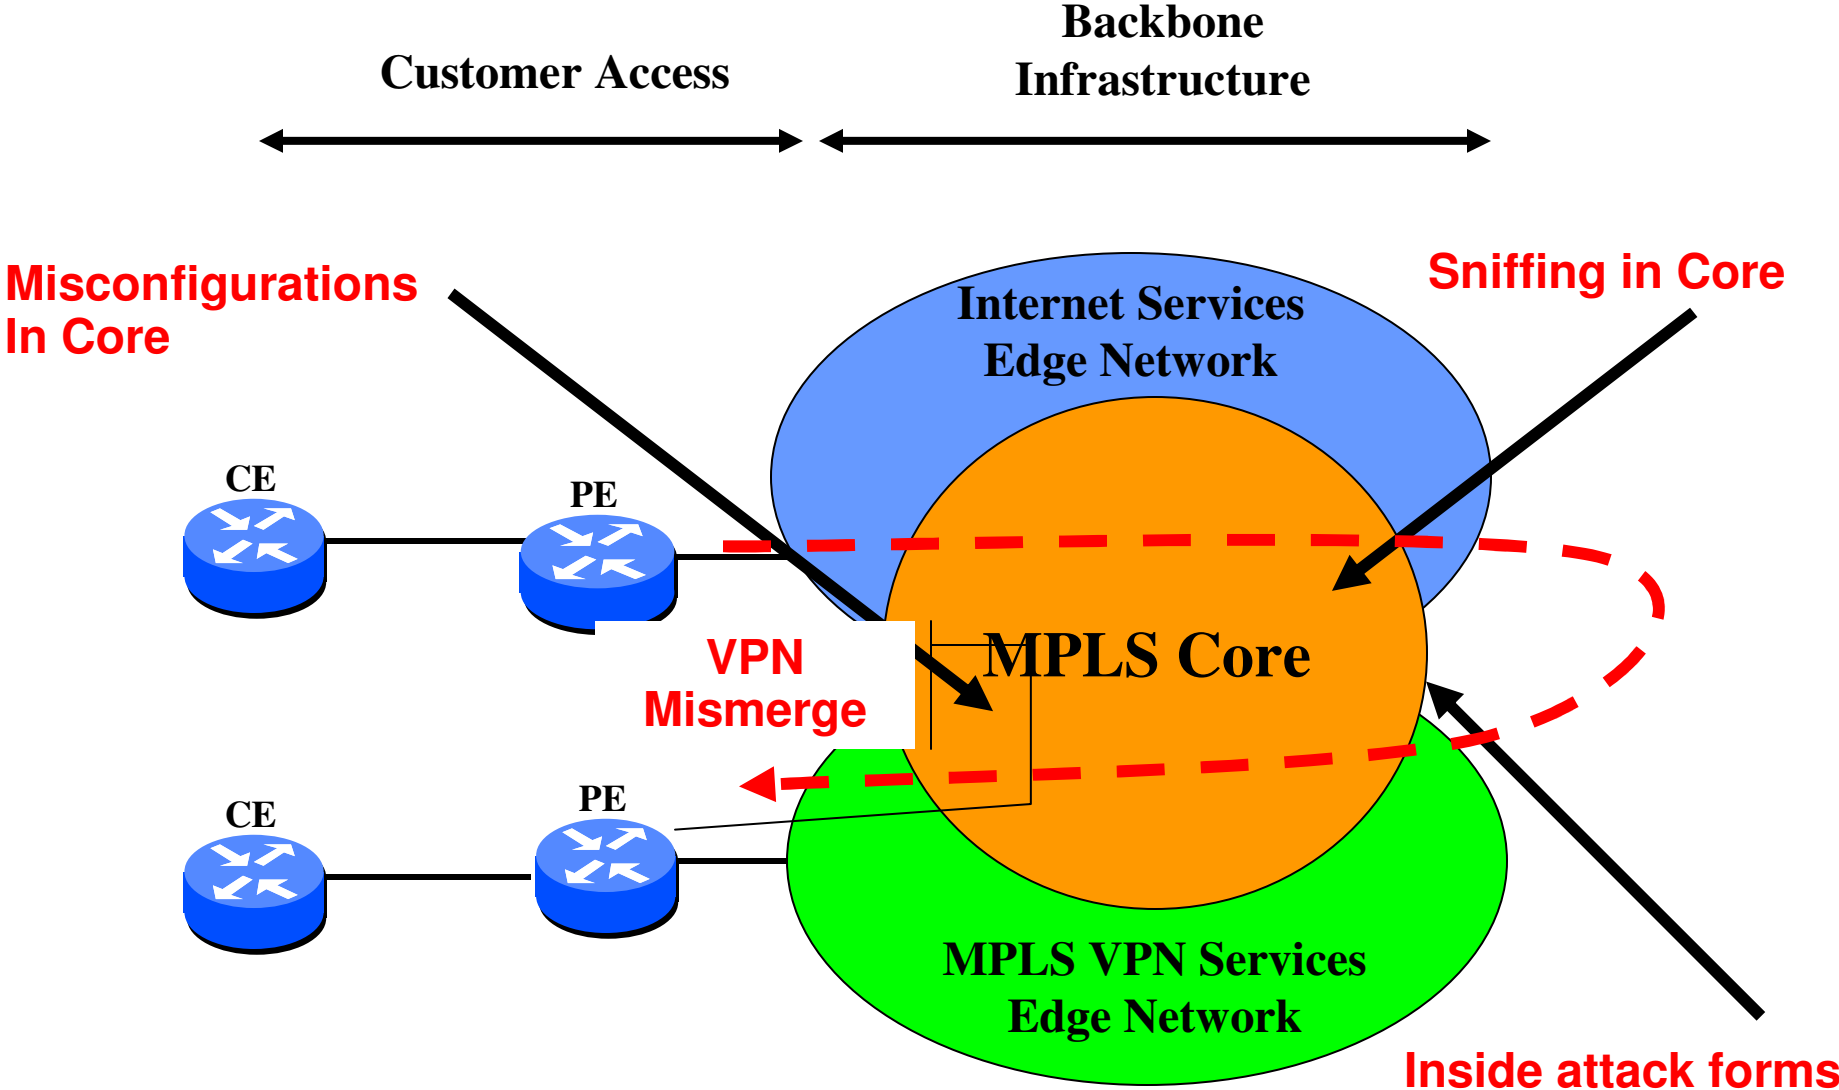 Backbone
Infrastructure
Customer Access
Misconfigurations
In Core
Sniffing in Core
Internet Services
Edge Network
CE
PE
MPLS Core
VPN
Mismerge
CE
PE
MPLS VPN Services
Edge Network
Inside attack forms